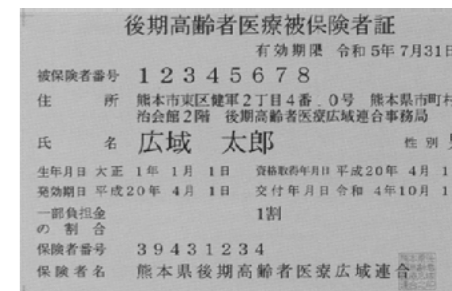 後期高齢者医療被保険者証
有効期限 令和 5年 7月31日
被保険者番号 12345678
住所 熊本市東区健軍2丁目4番.0号 熊本県市町村
治会館2階 後期高齢者医療広域連合事務局
氏名 広域 太郎 性別
生年月日 大正 1年 1月 1日 資格取得年月日 平成20年 4月 1
発効期日 平成20年 4月 1日 交付年月日 令和 4年10月 1
一部負担金 1割
の割合
保険者番号 39431234
保険者名 熊本県後期高齢者医療広域連合